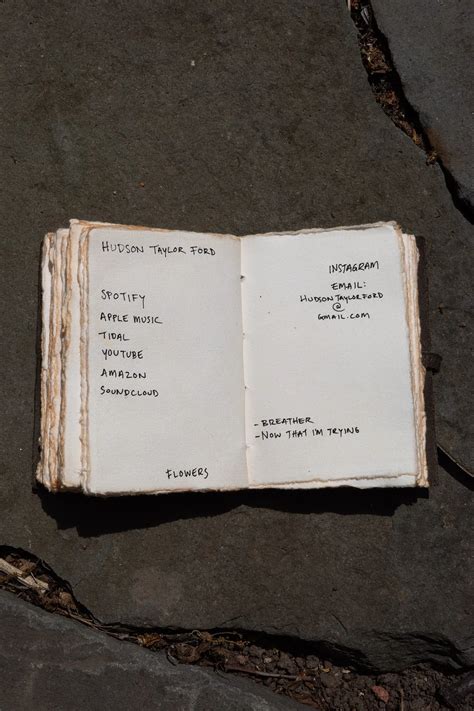 HUDSON TAYLOR FORD
SPOTIFY
APPLE MUSIC
TIDAL
YOUTUBE
AMAZON
SOUNDCLOUD
FLOWERS
INSTAGRAM
EMAIL:
HUDSONTAYLORFORD
@
GMAIL.COM
- BREATHER
- NOW THAT I'M TRYING